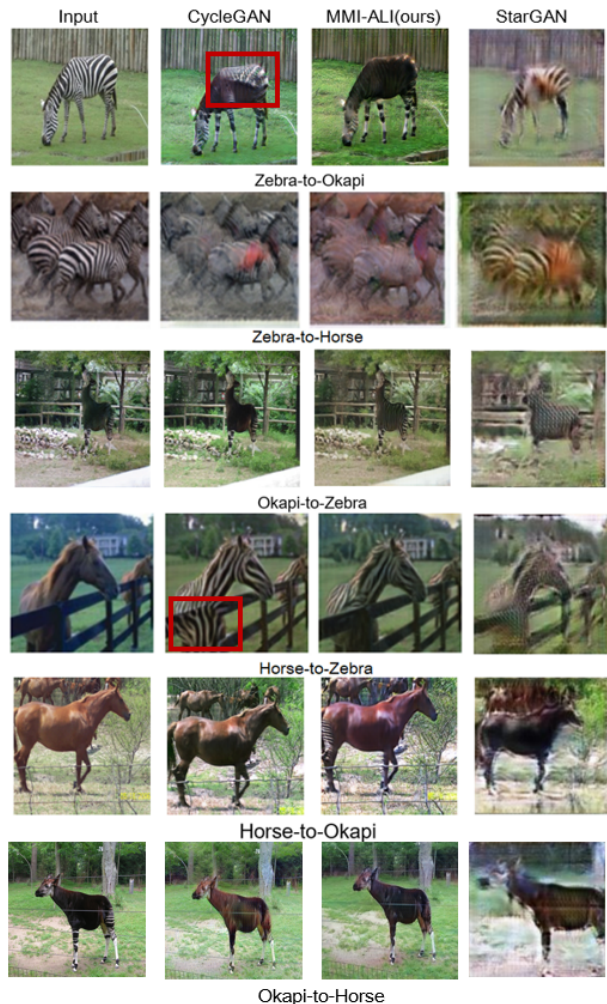 Input CycleGAN MMI-ALI(ours) StarGAN
Zebra-to-Okapi
Zebra-to-Horse
Okapi-to-Zebra
Horse-to-Zebra
Horse-to-Okapi
Okapi-to-Horse